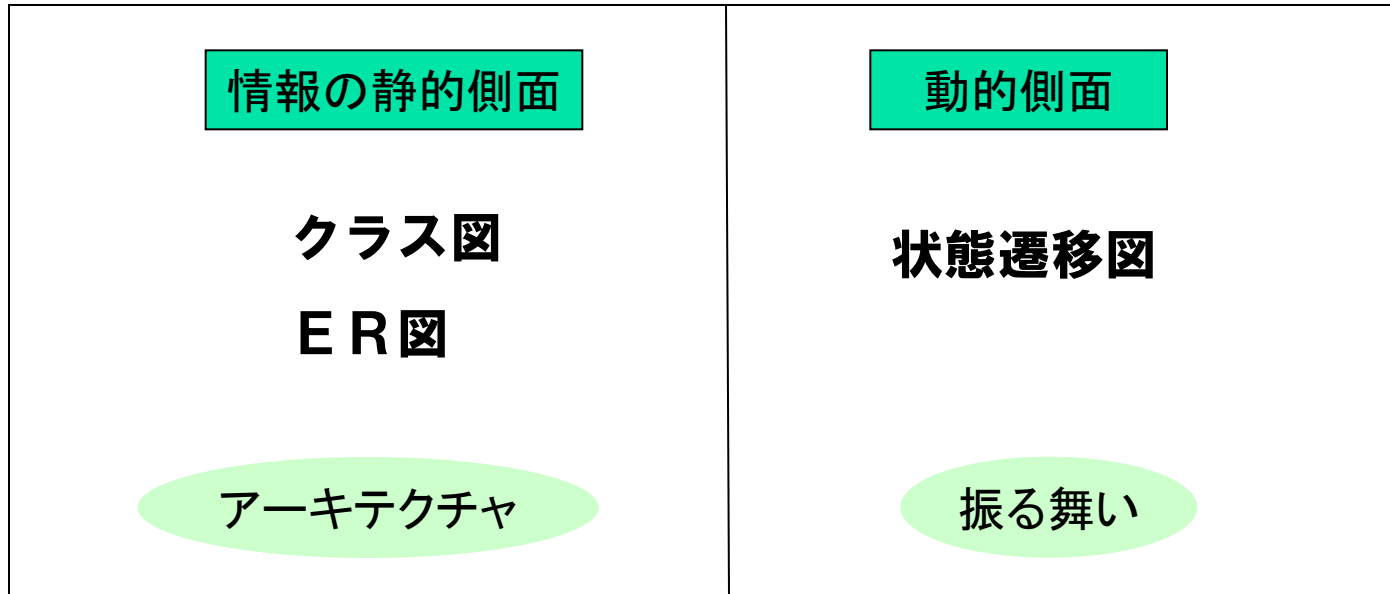 情報の静的側面
クラス図
ＥＲ図
アーキテクチャ
動的側面
状態遷移図
振る舞い